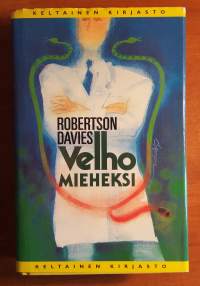 KELTAINEN KIRJASTO
ROBERTSON
DAVIES
Velho
MIEHEKSI
KELTAINEN KIRJASTO